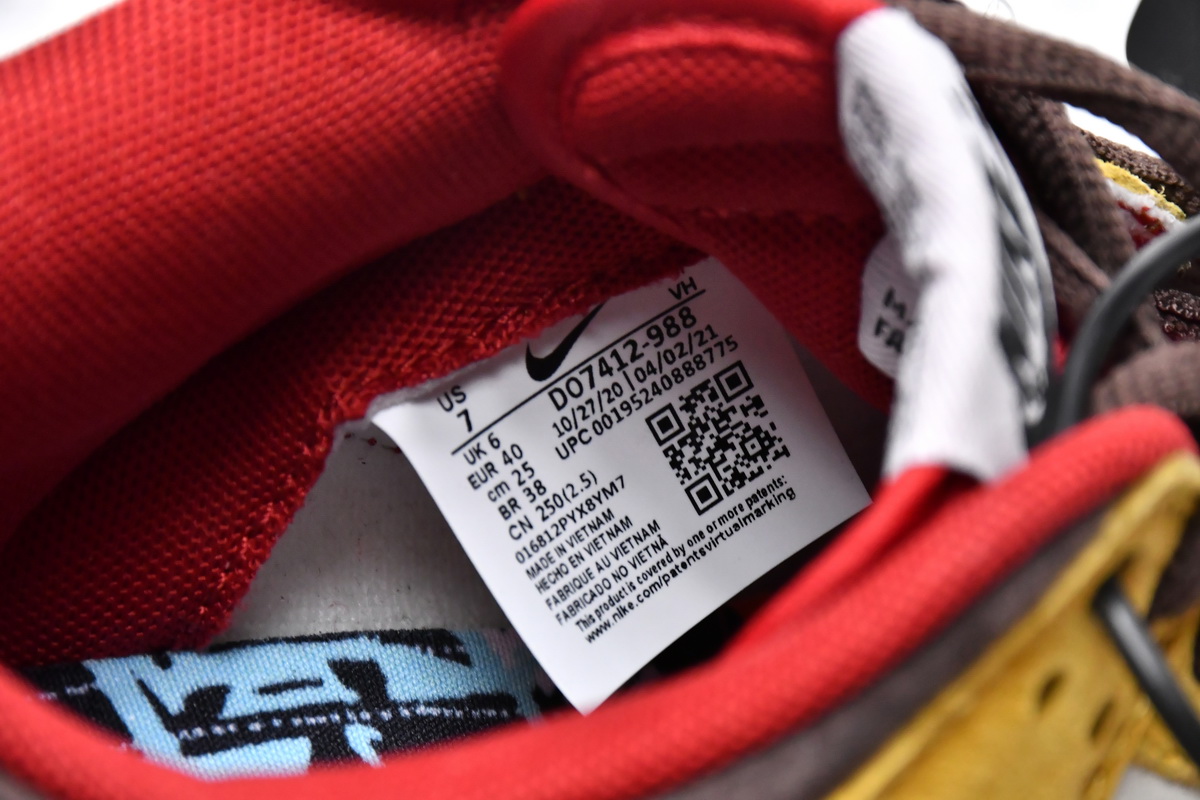 VH
US
7
DO7412-988
10/27/20 | 04/02/21
UPC 00195240888775
UK 6
EUR 40
cm 25
BR 38
CN 250(2.5)
016812PYX8YM7
MADE IN VIETNAM
HECHO EN VIETNAM
FABRIQUE AU VIETNAM
FABRICADO NO VIETNÃ
This product is covered by one or more patents:
www.nike.com/patentsvirtualmarking